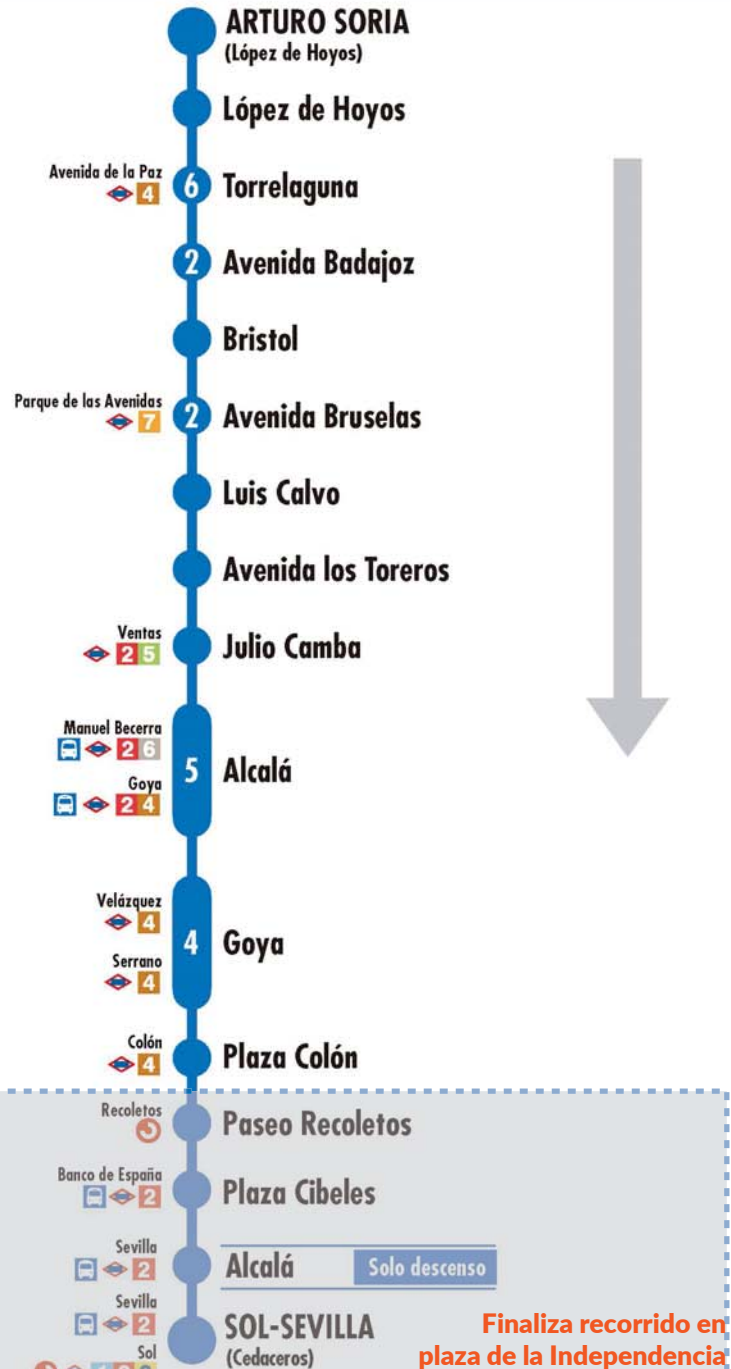 ARTURO SORIA
(López de Hoyos)
López de Hoyos
Avenida de la Paz
4
6
Torrelaguna
2
Avenida Badajoz
Bristol
Parque de las Avenidas
7
2
Avenida Bruselas
Luis Calvo
Avenida los Toreros
Ventas
2 5
Julio Camba
Manuel Becerra
2 6
Goya
2 4
5
Alcalá
Velázquez
4
Serrano
4
4
Goya
Colón
4
Plaza Colón
Recoletos
Paseo Recoletos
Banco de España
2
Plaza Cibeles
Sevilla
2
Alcalá
Solo descenso
Sevilla
2
SOL-SEVILLA
(Cedaceros)
Sol
Finaliza recorrido en
plaza de la Independencia